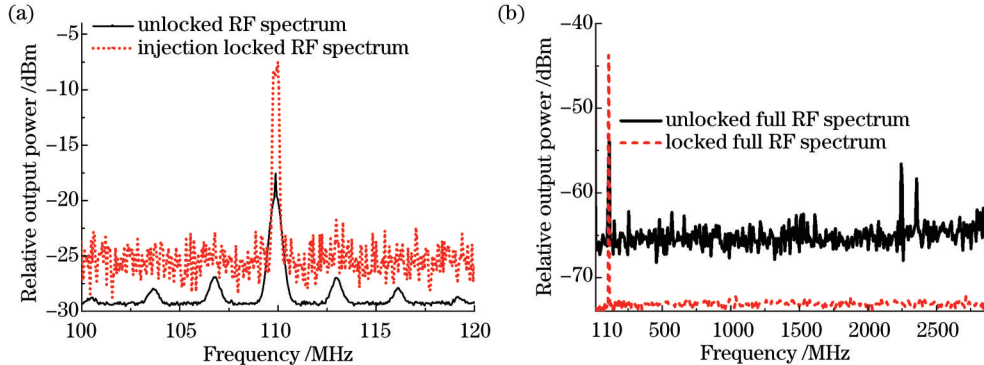 (a)
unlocked RF spectrum
injection locked RF spectrum
Relative output power /dBm
−5
−10
−15
−20
−25
−30
100 105 110 115 120
Frequency /MHz
(b)
unlocked full RF spectrum
locked full RF spectrum
Relative output power /dBm
−40
−50
−60
−70
110 500 1000 1500 2000 2500
Frequency /MHz